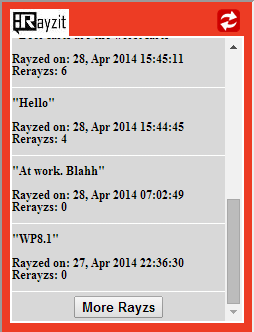 Rayzit
Rayzed on: 28, Apr 2014 15:45:11
Rerayzs: 6
"Hello"
Rayzed on: 28, Apr 2014 15:44:45
Rerayzs: 4
"At work. Blahh"
Rayzed on: 28, Apr 2014 07:02:49
Rerayzs: 0
"WP8.1"
Rayzed on: 27, Apr 2014 22:36:30
Rerayzs: 0
More Rayzs